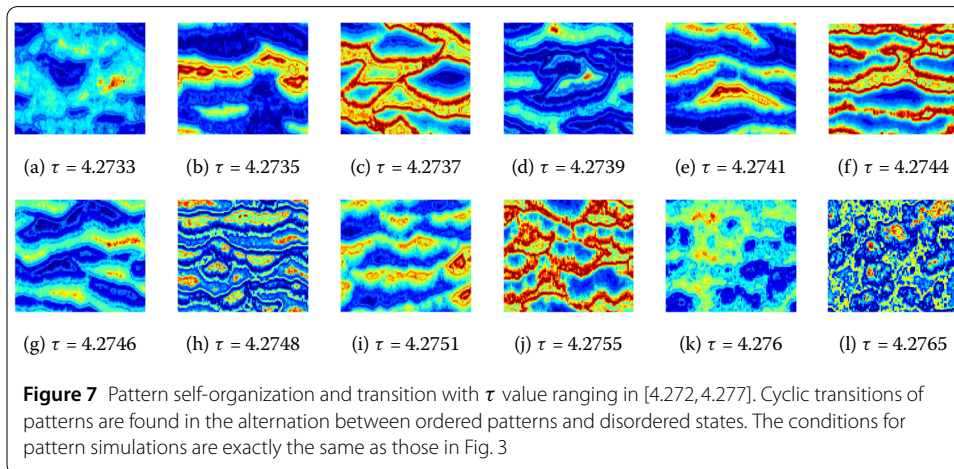 (a) τ = 4.2733 (b) τ = 4.2735 (c) τ = 4.2737 (d) τ = 4.2739 (e) τ = 4.2741 (f) τ = 4.2744
(g) τ = 4.2746 (h) τ = 4.2748 (i) τ = 4.2751 (j) τ = 4.2755 (k) τ = 4.276 (l) τ = 4.2765
Figure 7 Pattern self-organization and transition with τ value ranging in [4.272, 4.277]. Cyclic transitions of
patterns are found in the alternation between ordered patterns and disordered states. The conditions for
pattern simulations are exactly the same as those in Fig. 3